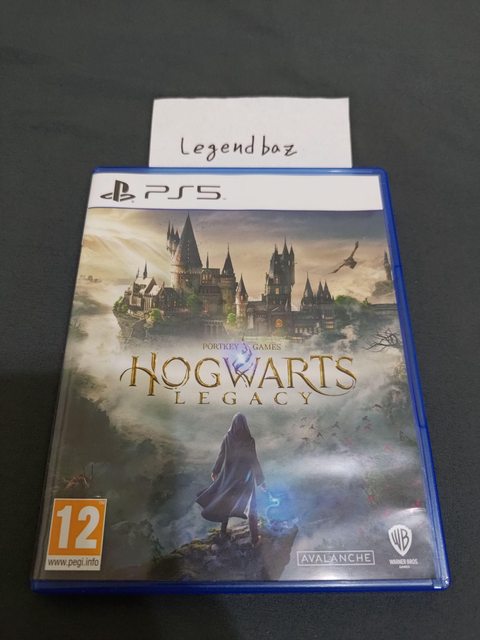 Legendbaz
PS5
PORTKEY GAMES
HOGWARTS
LEGACY
12
www.pegi.info
AVALANCHE
WB
WARNER BROS
GAMES